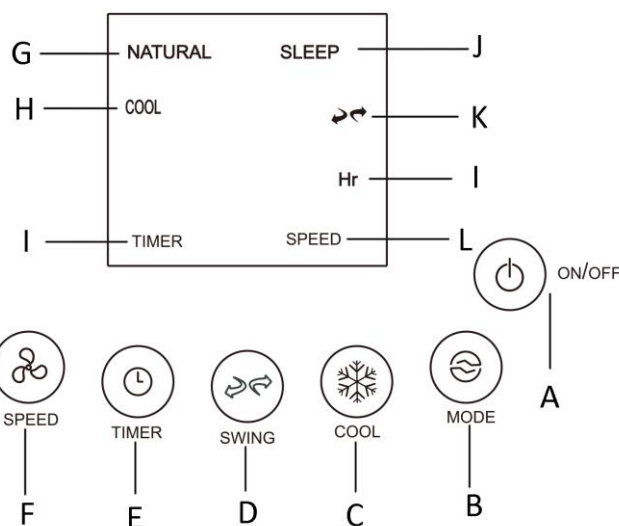 G NATURAL SLEEP J
H COOL K
Hr I
I TIMER SPEED L
ON/OFF
A
SPEED TIMER SWING COOL MODE
F E D C B